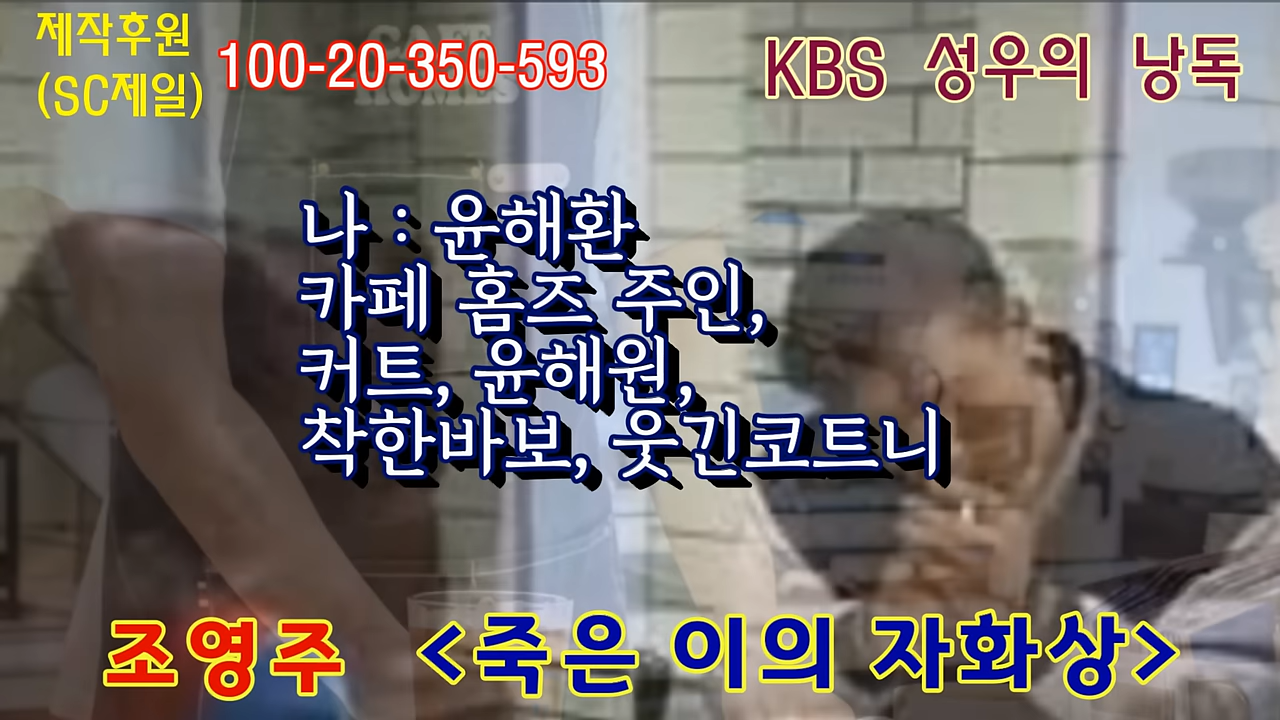 제작후원
(SC제일)
100-20-350-593
KBS 성우의 낭독
CAFE
HOMES
나 : 윤해환
카페 홈즈 주인,
커트, 윤해원,
착한바보, 웃긴코트니
조영주 <죽은 이의 자화상>